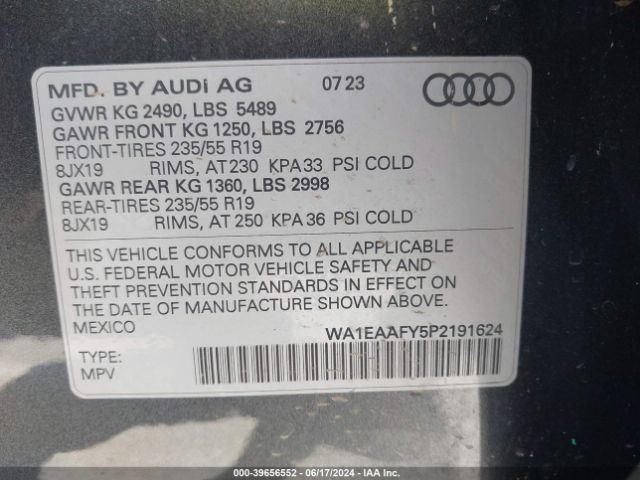 MFD. BY AUDI AG 07 23
GVWR KG 2490, LBS 5489
GAWR FRONT KG 1250, LBS 2756
FRONT-TIRES 235/55 R19
8JX19 RIMS, AT 230 KPA 33 PSI COLD
GAWR REAR KG 1360, LBS 2998
REAR-TIRES 235/55 R19
8JX19 RIMS, AT 250 KPA 36 PSI COLD
THIS VEHICLE CONFORMS TO ALL APPLICABLE
U.S. FEDERAL MOTOR VEHICLE SAFETY AND
THEFT PREVENTION STANDARDS IN EFFECT ON
THE DATE OF MANUFACTURE SHOWN ABOVE.
MEXICO WA1EAAFY5P2191624
TYPE:
MPV
000-39656552 - 06/17/2024 - IAA Inc.